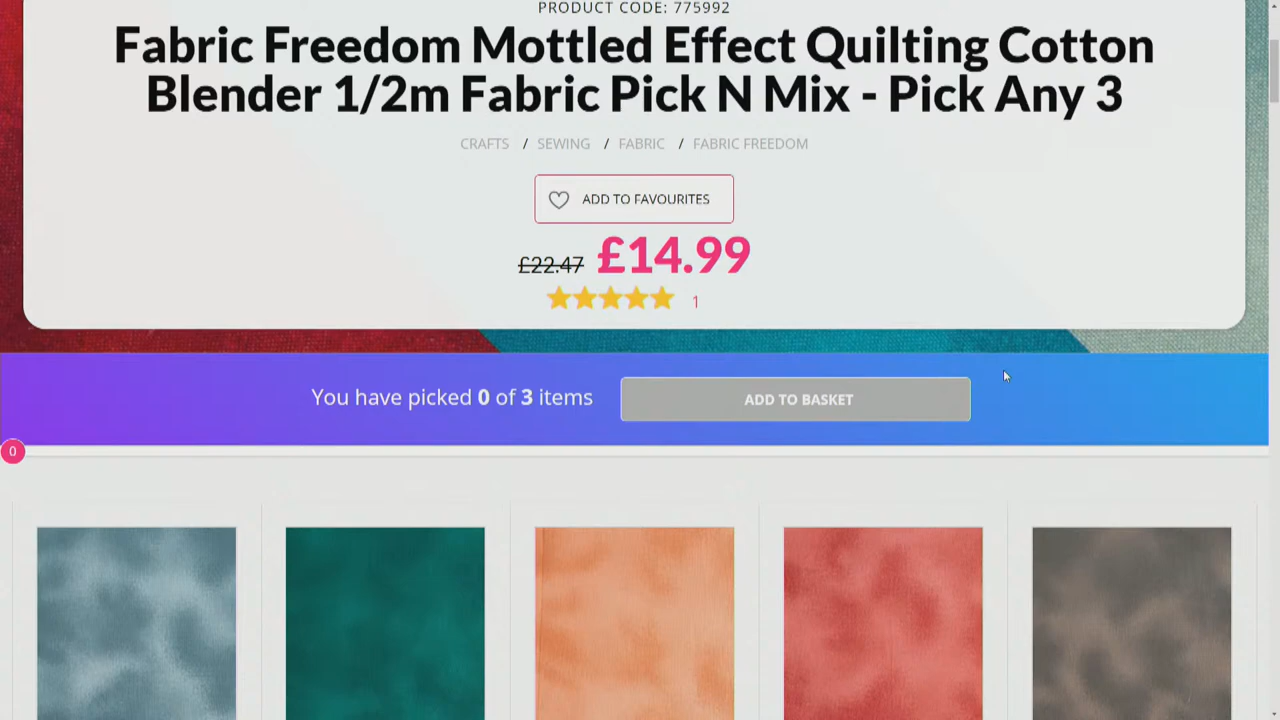 PRODUCT CODE: 775992
Fabric Freedom Mottled Effect Quilting Cotton
Blender 1/2m Fabric Pick N Mix - Pick Any 3
CRAFTS / SEWING / FABRIC / FABRIC FREEDOM
ADD TO FAVOURITES
£22.47 £14.99
1
You have picked 0 of 3 items ADD TO BASKET
0